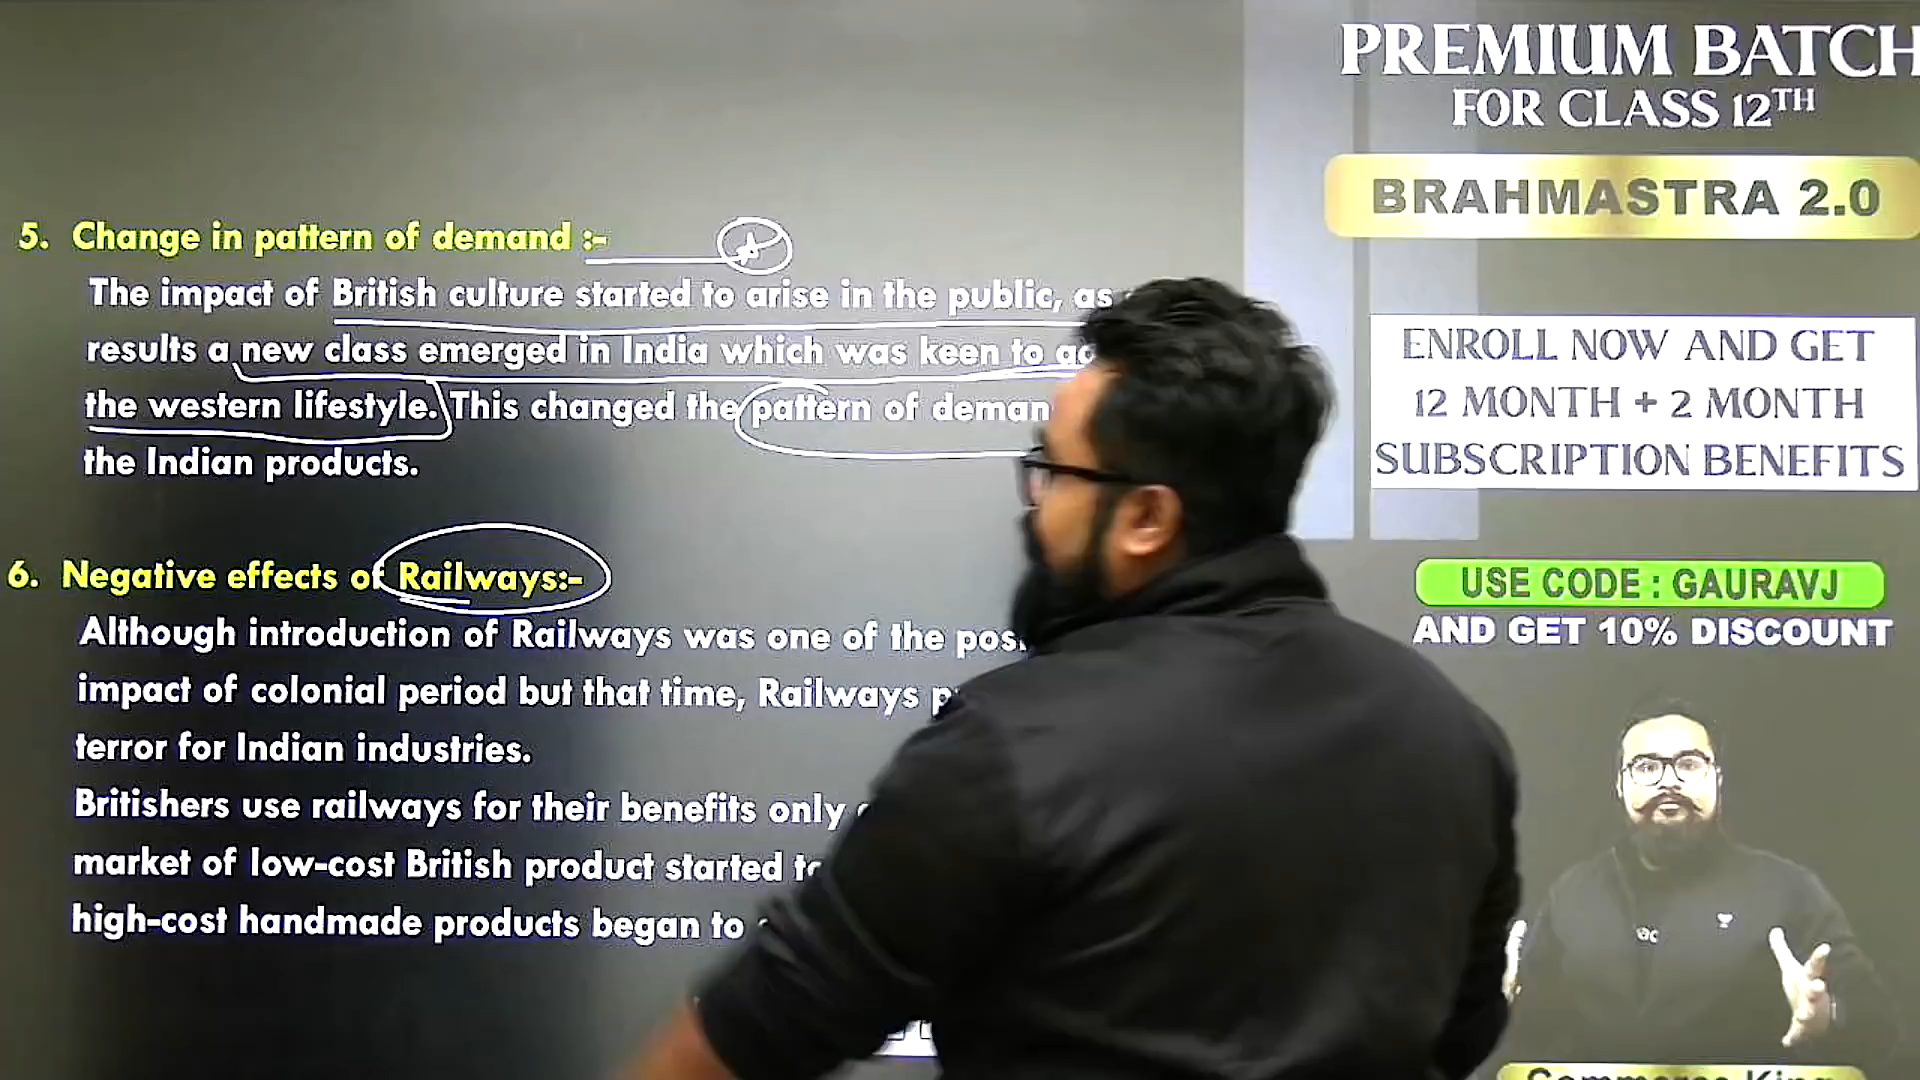 5. Change in pattern of demand :-
The impact of British culture started to arise in the public, as
results a new class emerged in India which was keen to
the western lifestyle. This changed the pattern of
the Indian products.
6. Negative effects of Railways:-
Although introduction of Railways was one of the
impact of colonial period but that time, Railways
terror for Indian industries.
Britishers use railways for their benefits only
market of low-cost British product started
high-cost handmade products began to
PREMIUM BATCH
FOR CLASS 12TH
BRAHMASTRA 2.0
ENROLL NOW AND GET
12 MONTH + 2 MONTH
SUBSCRIPTION BENEFITS
USE CODE : GAURAVJ
AND GET 10% DISCOUNT
Commerce King